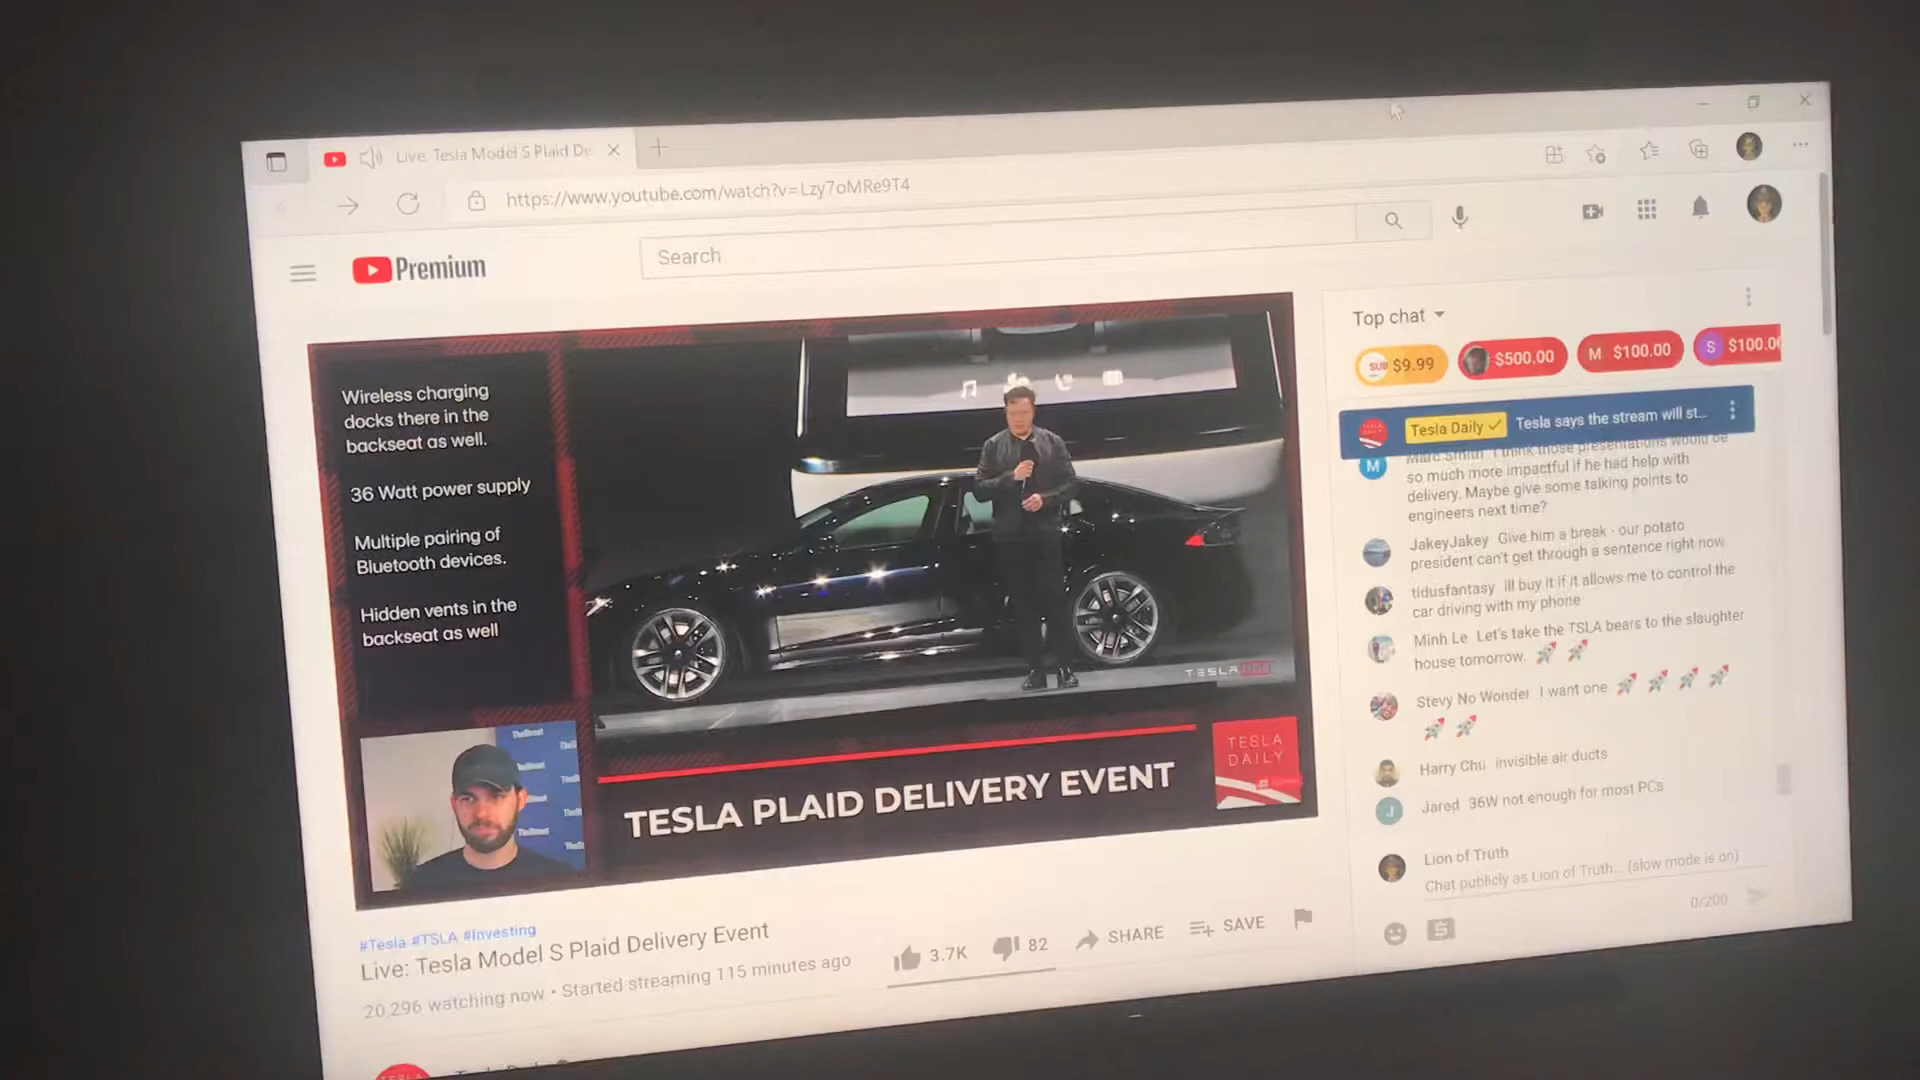 Live: Tesla Model S Plaid De
https://www.youtube.com/watch?v=Lzy7oMRe9T4
Premium
Search
Wireless charging
docks there in the
backseat as well.
36 Watt power supply
Multiple pairing of
Bluetooth devices.
Hidden vents in the
backseat as well
TESLA
TESLA PLAID DELIVERY EVENT
TESLA
DAILY
#Tesla #TSLA #Investing
Live: Tesla Model S Plaid Delivery Event
20,296 watching now • Started streaming 115 minutes ago
3.7K
82
SHARE
SAVE
Top chat
SUB $9.99
$500.00
M $100.00
S $100.00
Tesla Daily
Tesla says the stream will st...
M
Marc Smith I think those presentations would be
so much more impactful if he had help with
delivery. Maybe give some talking points to
engineers next time?
JakeyJakey Give him a break - our potato
president can't get through a sentence right now
tidusfantasy ill buy it if it allows me to control the
car driving with my phone
Minh Le Let's take the TSLA bears to the slaughter
house tomorrow.
Stevy No Wonder I want one
Harry Chu invisible air ducts
J
Jared 36W not enough for most PCs
Lion of Truth
Chat publicly as Lion of Truth... (slow mode is on)
0/200